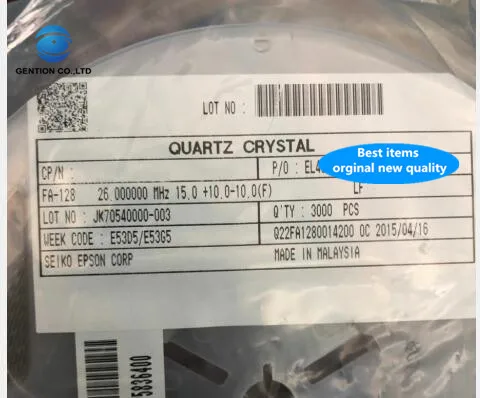 GENTION CO.,LTD
LOT NO :
QUARTZ CRYSTAL
CP/N :
P/O : EL4
Best items
orginal new quality
FA-128 26.000000 MHz 15.0 +10.0-10.0(F) LF
LOT NO : JK70540000-003
Q'TY : 3000 PCS
WEEK CODE : E53D5/E53G5
Q22FA1280014200 OC 2015/04/16
SEIKO EPSON CORP
MADE IN MALAYSIA
5836400